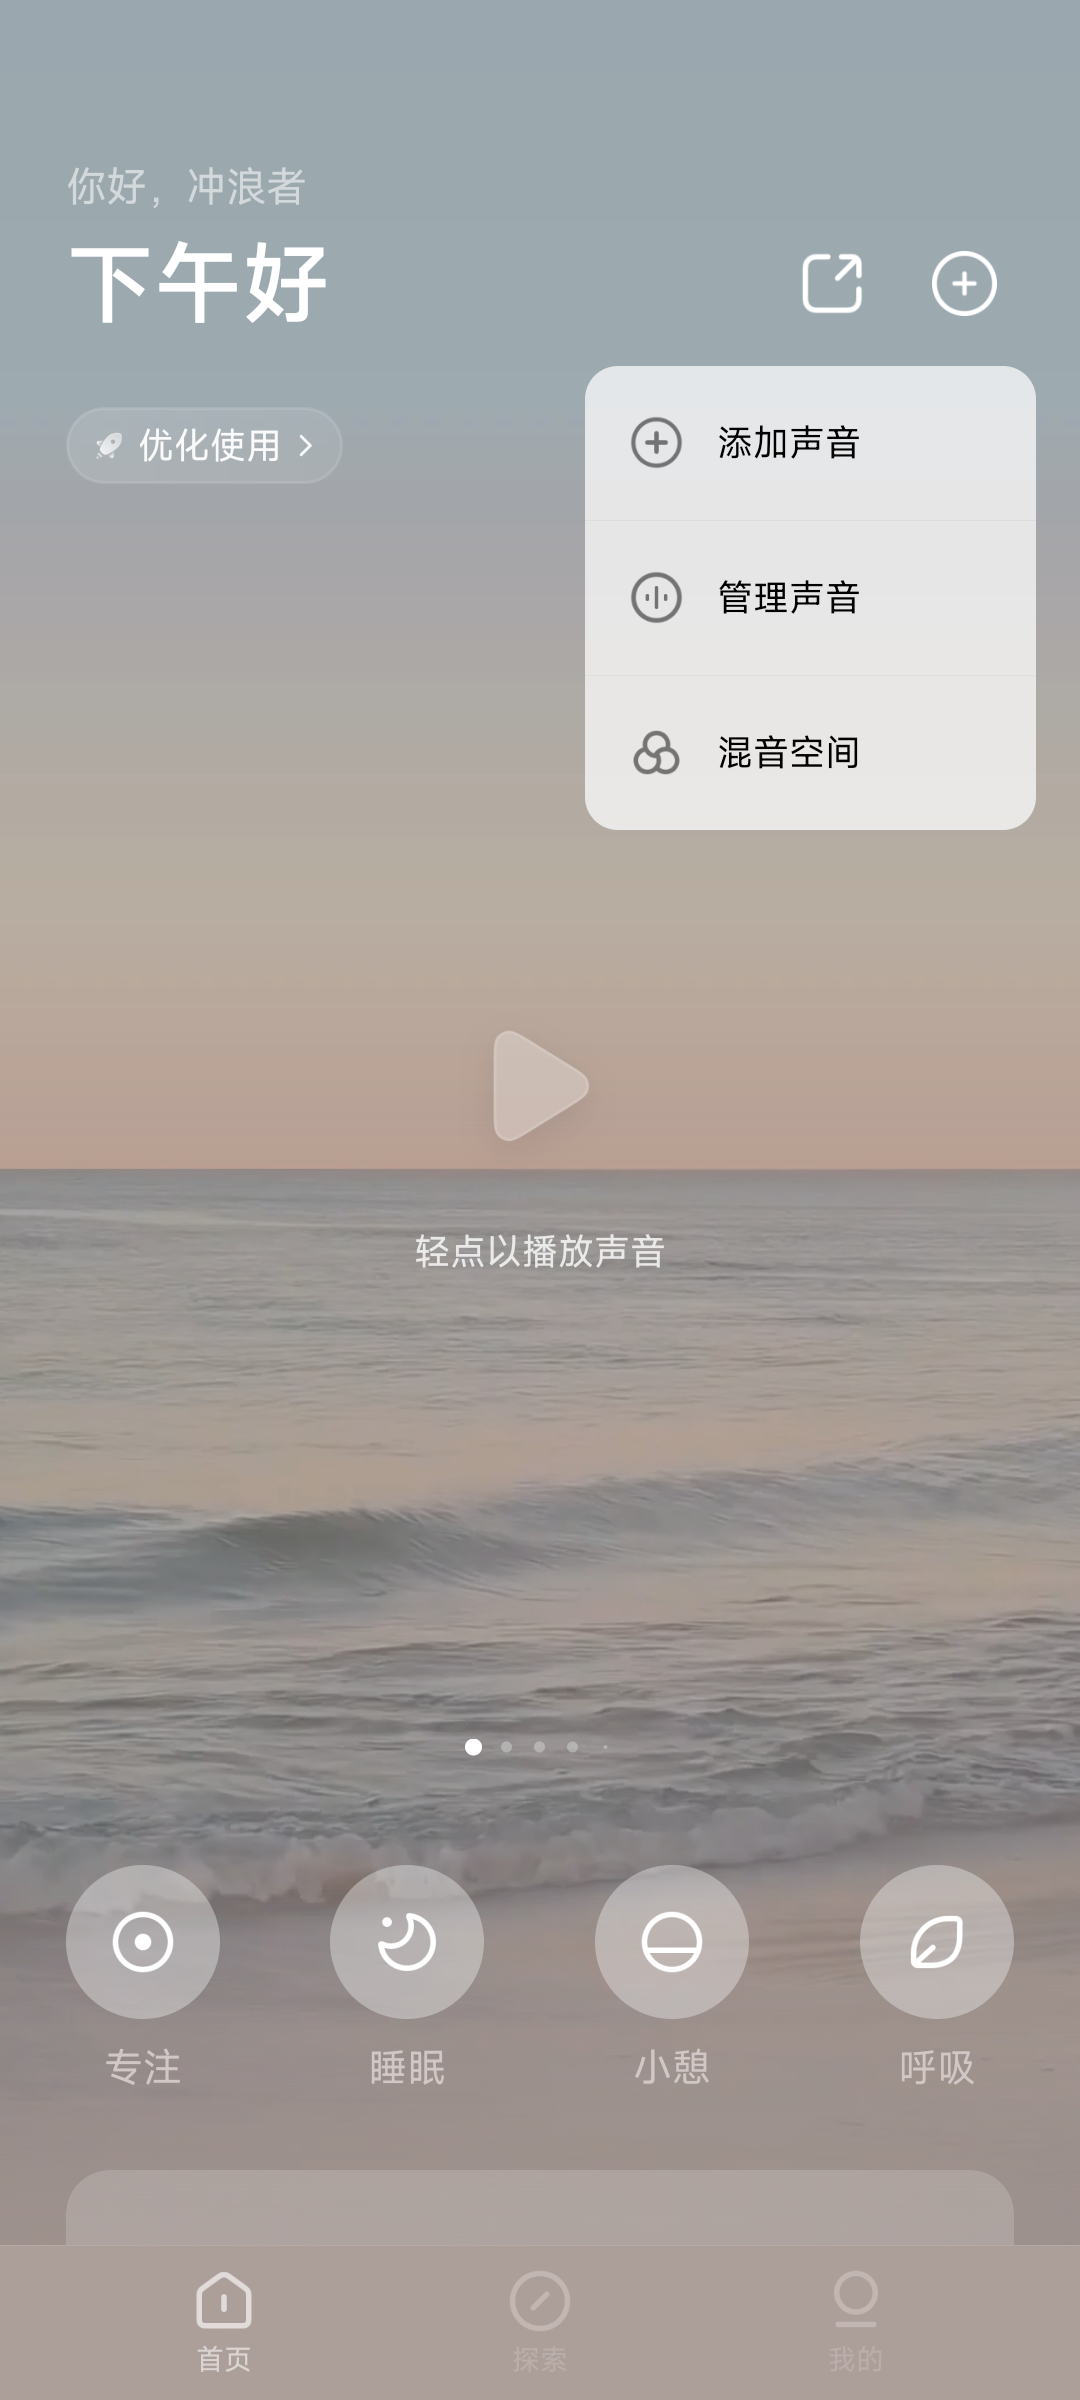 你好，冲浪者
下午好
优化使用
添加声音
管理声音
混音空间
轻点以播放声音
专注
睡眠
小憩
呼吸
首页
探索
我的